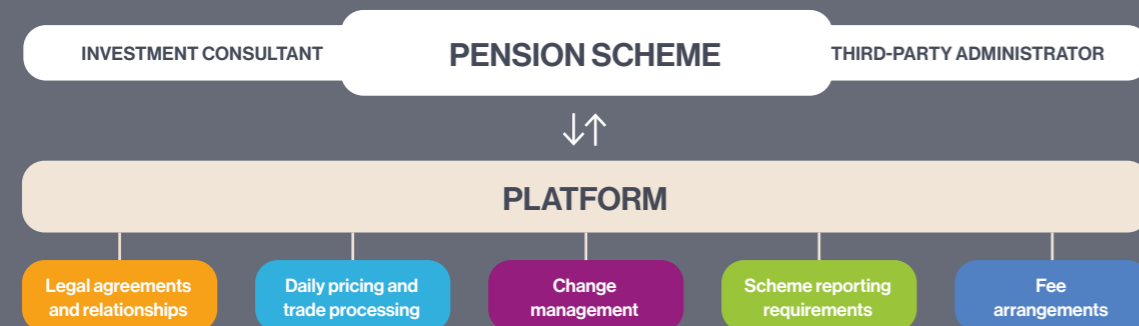 INVESTMENT CONSULTANT
PENSION SCHEME
THIRD-PARTY ADMINISTRATOR
PLATFORM
Legal agreements
and relationships
Daily pricing and
trade processing
Change
management
Scheme reporting
requirements
Fee
arrangements